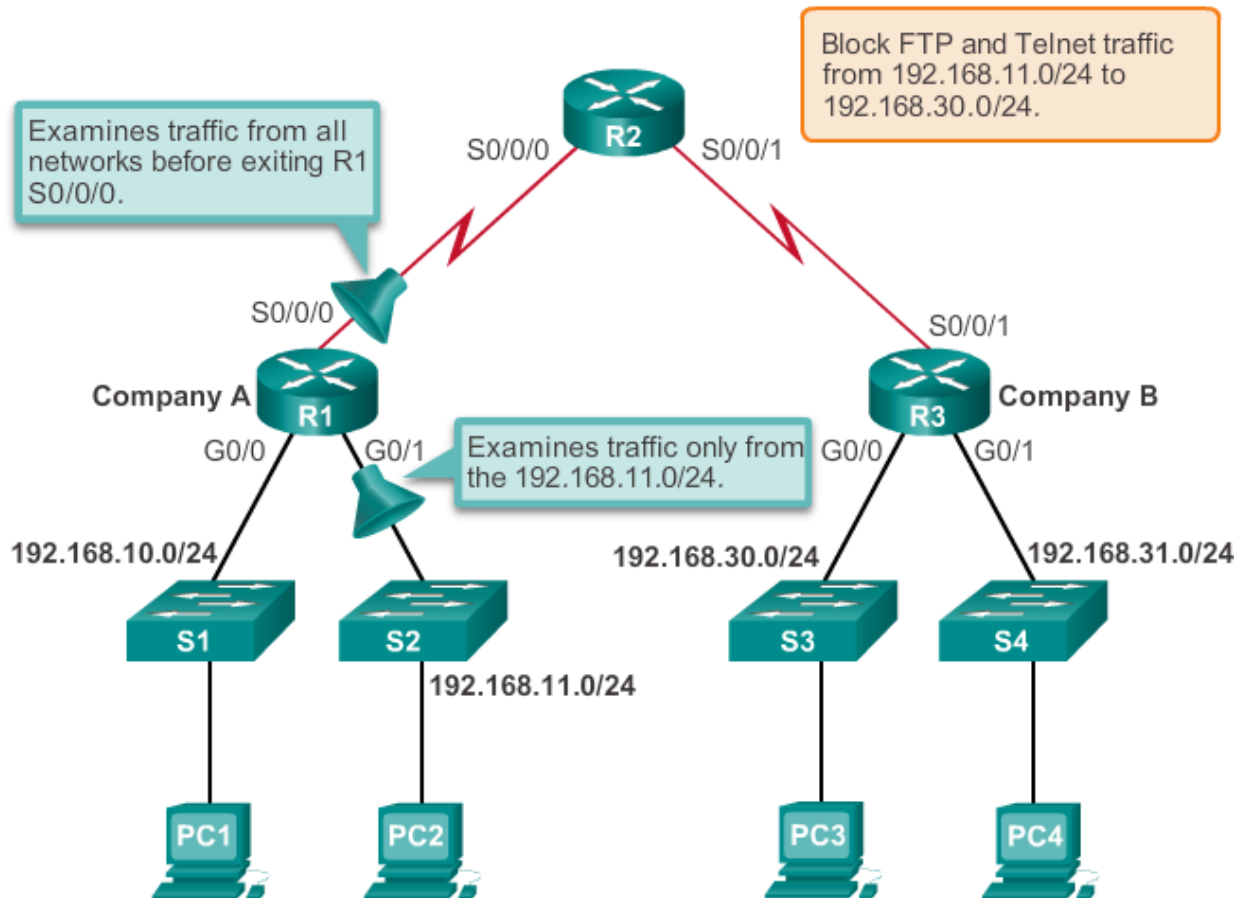 Block FTP and Telnet traffic
from 192.168.11.0/24 to
192.168.30.0/24.
Examines traffic from all
networks before exiting R1
S0/0/0.
R2
S0/0/0
S0/0/1
S0/0/0
S0/0/1
Company A
R1
R3
Company B
G0/0
G0/1
Examines traffic only from
the 192.168.11.0/24.
G0/0
G0/1
192.168.10.0/24
192.168.30.0/24
192.168.31.0/24
S1
S2
S3
S4
192.168.11.0/24
PC1
PC2
PC3
PC4